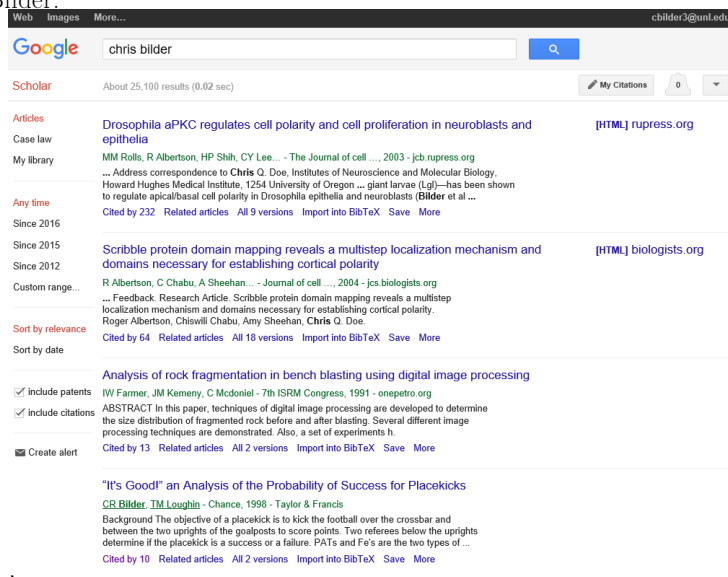 Bilder.
Web Images More... cbilder3@unl.edu
Google chris bilder
Scholar About 25,100 results (0.02 sec) My Citations 0
Articles
Case law
My library
Any time
Since 2016
Since 2015
Since 2012
Custom range...
Sort by relevance
Sort by date
include patents
include citations
Create alert
Drosophila aPKC regulates cell polarity and cell proliferation in neuroblasts and
epithelia
MM Rolls, R Albertson, HP Shih, CY Lee... - The Journal of cell ..., 2003 - jcb.rupress.org
... Address correspondence to Chris Q. Doe, Institutes of Neuroscience and Molecular Biology,
Howard Hughes Medical Institute, 1254 University of Oregon ... giant larvae (Lgl)—has been shown
to regulate apical/basal cell polarity in Drosophila epithelia and neuroblasts (Bilder et al ...
Cited by 232 Related articles All 9 versions Import into BibTeX Save More
[HTML] rupress.org
Scribble protein domain mapping reveals a multistep localization mechanism and
domains necessary for establishing cortical polarity
R Albertson, C Chabu, A Sheehan... - Journal of cell ..., 2004 - jcs.biologists.org
... Feedback. Research Article. Scribble protein domain mapping reveals a multistep
localization mechanism and domains necessary for establishing cortical polarity.
Roger Albertson, Chiswili Chabu, Amy Sheehan, Chris Q. Doe.
Cited by 64 Related articles All 18 versions Import into BibTeX Save More
[HTML] biologists.org
Analysis of rock fragmentation in bench blasting using digital image processing
IW Farmer, JM Kemeny, C Mcdoniel - 7th ISRM Congress, 1991 - onepetro.org
ABSTRACT In this paper, techniques of digital image processing are developed to determine
the size distribution of fragmented rock before and after blasting. Several different image
processing techniques are demonstrated. Also, a set of experiments h.
Cited by 13 Related articles All 2 versions Import into BibTeX Save More
"It's Good!" an Analysis of the Probability of Success for Placekicks
CR Bilder, TM Loughin - Chance, 1998 - Taylor & Francis
Background The objective of a placekick is to kick the football over the crossbar and
between the two uprights of the goalposts to score points. Two referees below the uprights
determine if the placekick is a success or a failure. PATs and Fe's are the two types of ...
Cited by 10 Related articles All 2 versions Import into BibTeX Save More